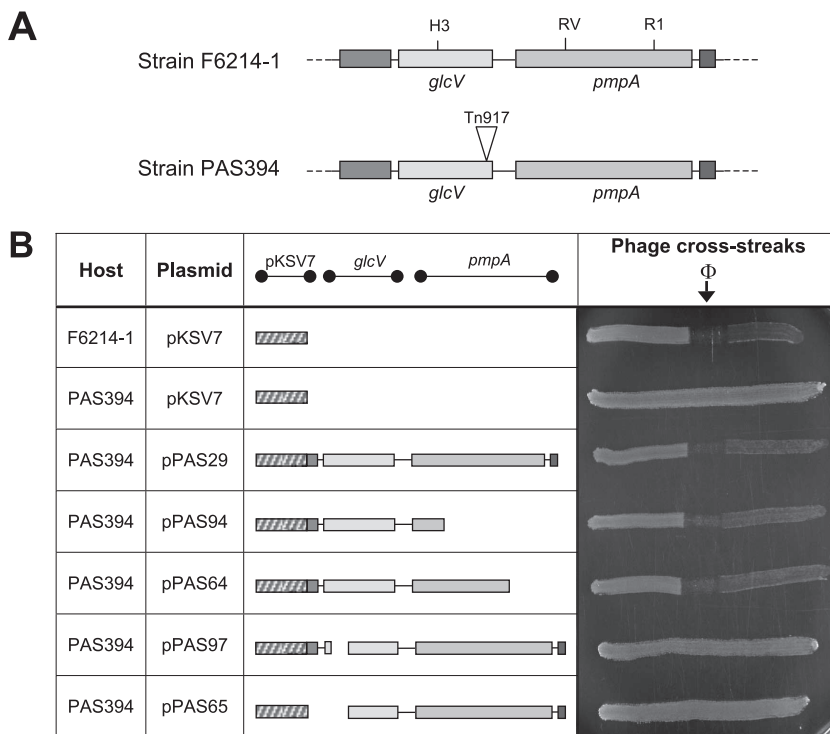 A
H3 RV R1
Strain F6214-1
glcV pmpA
Tn917
Strain PAS394
glcV pmpA
B
Host Plasmid pKSV7 glcV pmpA Phage cross-streaks
Φ
F6214-1 pKSV7
PAS394 pKSV7
PAS394 pPAS29
PAS394 pPAS94
PAS394 pPAS64
PAS394 pPAS97
PAS394 pPAS65